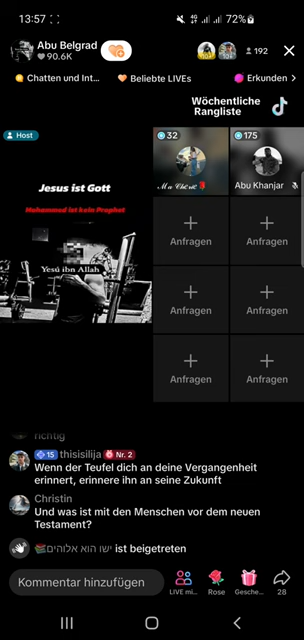 13:57
72%
Abu Belgrad
90.6K
192
Chatten und Int...
Beliebte LIVEs
Erkunden >
Wöchentliche
Rangliste
Host
32
175
Jesus ist Gott
Mohammed ist kein Prophet
Yesú ibn Allah
Abu Khanjar
Anfragen
Anfragen
Anfragen
Anfragen
Anfragen
Anfragen
richtig
15 thisisilija Nr. 2
Wenn der Teufel dich an deine Vergangenheit
erinnert, erinnere ihn an seine Zukunft
Christin
Und was ist mit den Menschen vor dem neuen
Testament?
ישו הוא אלוהים ist beigetreten
Kommentar hinzufügen
LIVE mi...
Rose
Gesche...
28